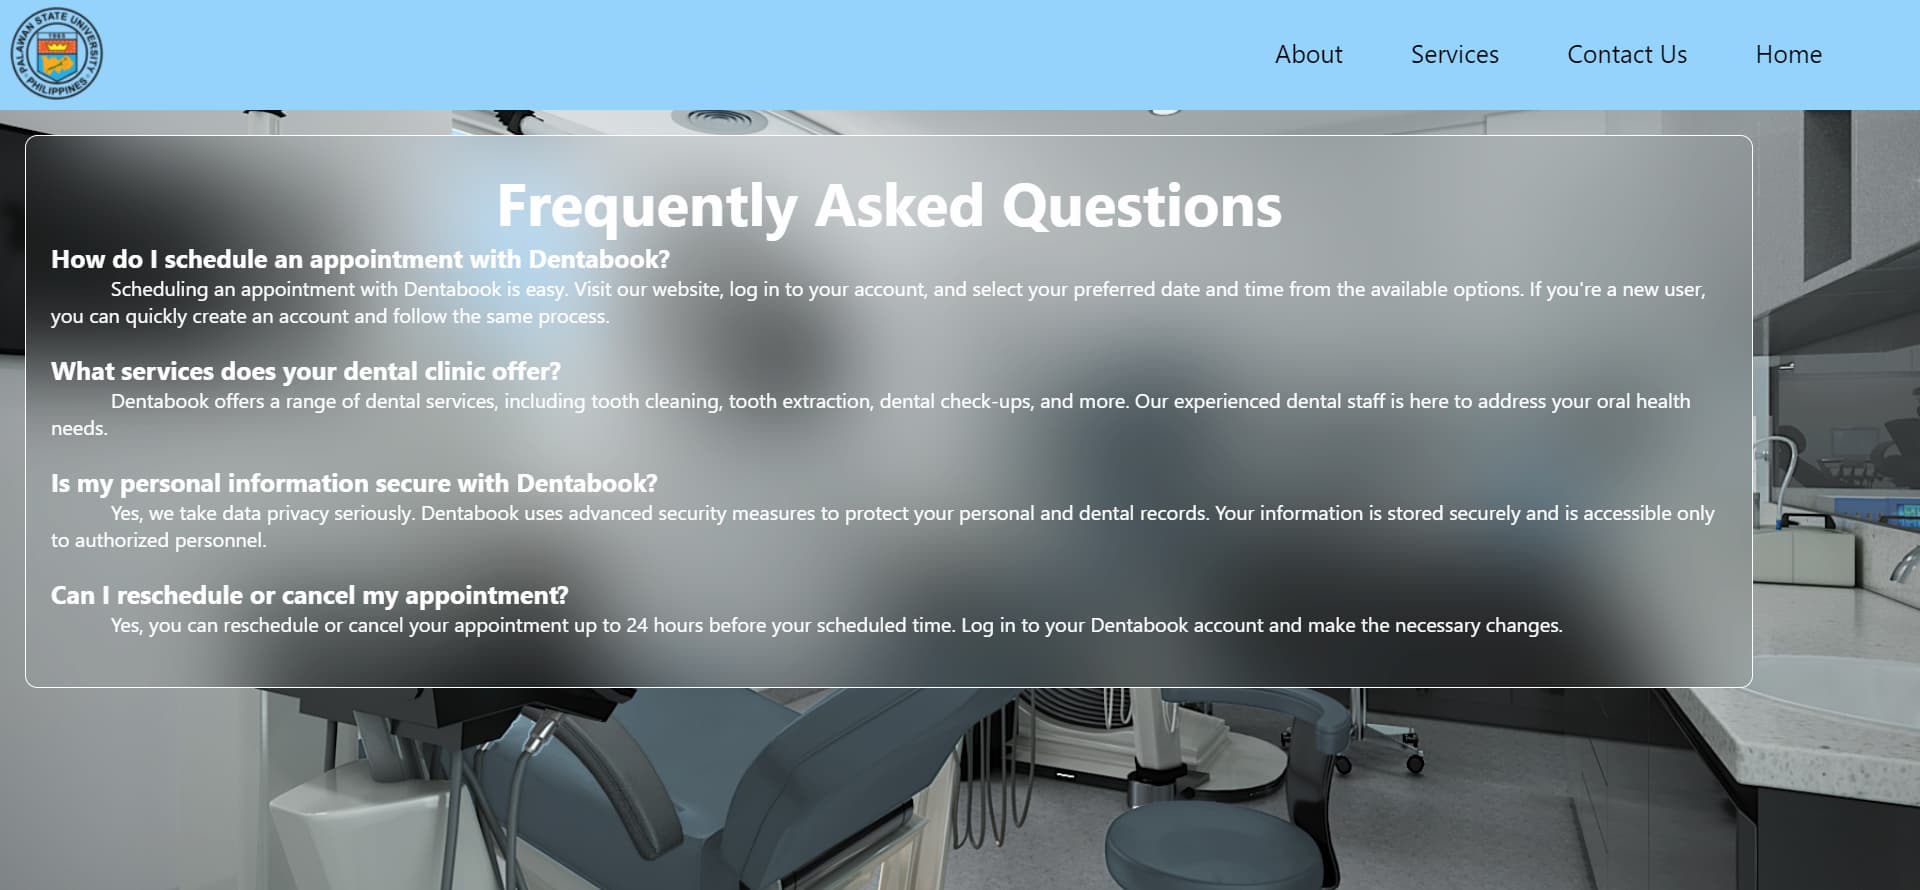 PALAWAN STATE UNIVERSITY
PHILIPPINES
About
Services
Contact Us
Home
Frequently Asked Questions
How do I schedule an appointment with Dentabook?
Scheduling an appointment with Dentabook is easy. Visit our website, log in to your account, and select your preferred date and time from the available options. If you're a new user,
you can quickly create an account and follow the same process.
What services does your dental clinic offer?
Dentabook offers a range of dental services, including tooth cleaning, tooth extraction, dental check-ups, and more. Our experienced dental staff is here to address your oral health
needs.
Is my personal information secure with Dentabook?
Yes, we take data privacy seriously. Dentabook uses advanced security measures to protect your personal and dental records. Your information is stored securely and is accessible only
to authorized personnel.
Can I reschedule or cancel my appointment?
Yes, you can reschedule or cancel your appointment up to 24 hours before your scheduled time. Log in to your Dentabook account and make the necessary changes.